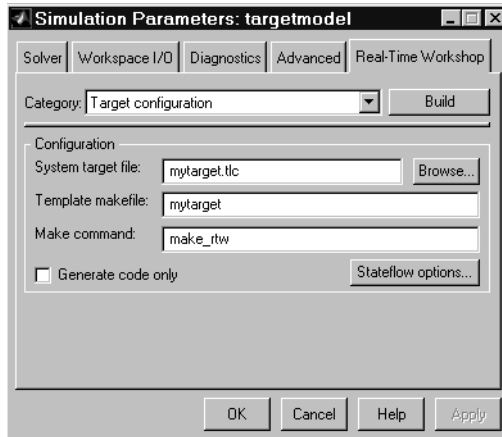 Simulation Parameters: targetmodel
Solver Workspace I/O Diagnostics Advanced Real-Time Workshop
Category: Target configuration Build
Configuration
System target file: mytarget.tlc Browse...
Template makefile: mytarget
Make command: make_rtw
Generate code only Stateflow options...
OK Cancel Help Apply